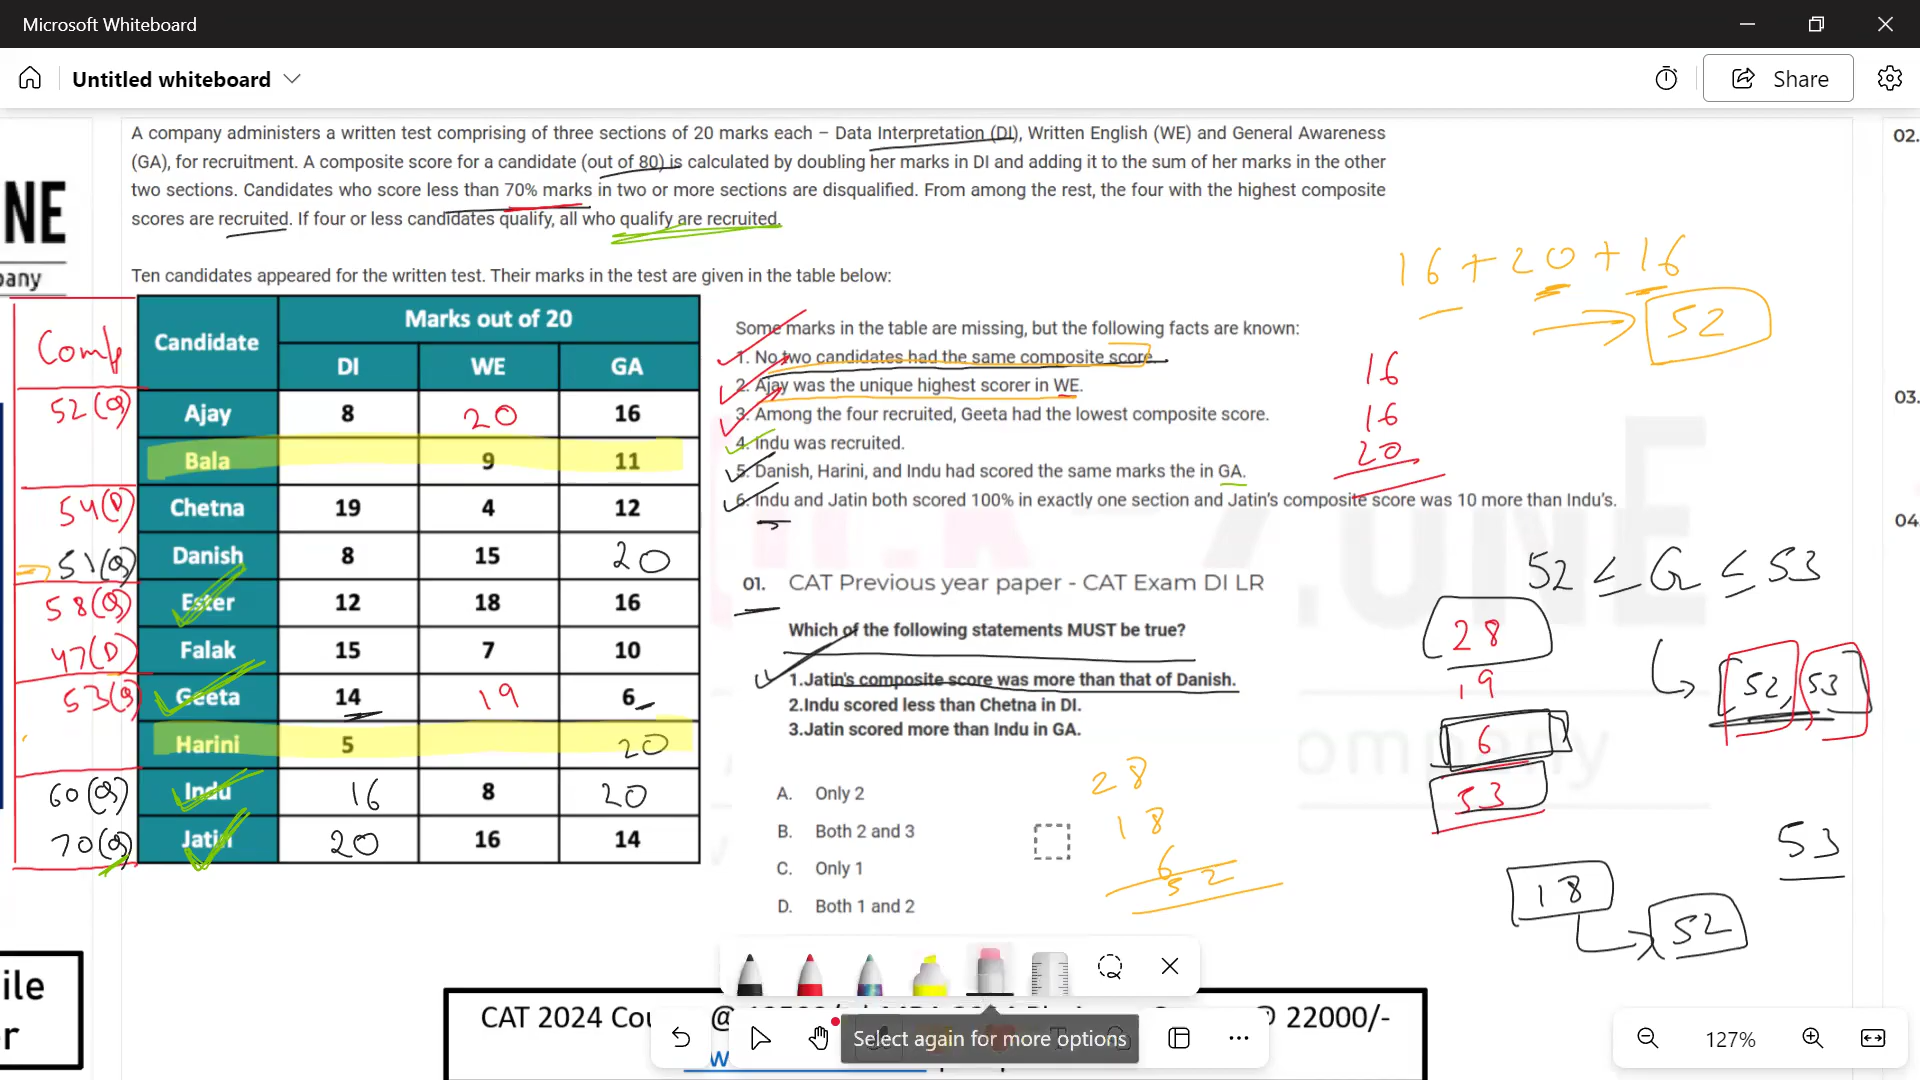 Microsoft Whiteboard
Untitled whiteboard
Share
A company administers a written test comprising of three sections of 20 marks each – Data Interpretation (DI), Written English (WE) and General Awareness
(GA), for recruitment. A composite score for a candidate (out of 80) is calculated by doubling her marks in DI and adding it to the sum of her marks in the other
two sections. Candidates who score less than 70% marks in two or more sections are disqualified. From among the rest, the four with the highest composite
scores are recruited. If four or less candidates qualify, all who qualify are recruited.
Ten candidates appeared for the written test. Their marks in the test are given in the table below:
NE
pany
Comp Candidate Marks out of 20
DI WE GA
52(Q) Ajay 8 20 16
Bala 9 11
54(D) Chetna 19 4 12
51(Q) Danish 8 15 20
58(Q) Ester 12 18 16
47(D) Falak 15 7 10
53(Q) Geeta 14 19 6
Harini 5 20
60(Q) Indu 16 8 20
70(Q) Jatin 20 16 14
Some marks in the table are missing, but the following facts are known:
1. No two candidates had the same composite score.
2. Ajay was the unique highest scorer in WE.
3. Among the four recruited, Geeta had the lowest composite score.
4. Indu was recruited.
5. Danish, Harini, and Indu had scored the same marks the in GA.
6. Indu and Jatin both scored 100% in exactly one section and Jatin's composite score was 10 more than Indu's.
01. CAT Previous year paper - CAT Exam DI LR
Which of the following statements MUST be true?
1.Jatin's composite score was more than that of Danish.
2.Indu scored less than Chetna in DI.
3.Jatin scored more than Indu in GA.
A. Only 2
B. Both 2 and 3
C. Only 1
D. Both 1 and 2
28
18
6
52
16 + 20 + 16
52
16
16
20
52 ≤ G ≤ 53
28
19
6
53
52, 53
53
18
52
02.
03.
04
ile
r
CAT 2024 Cou
22000/-
Select again for more options
w
127%